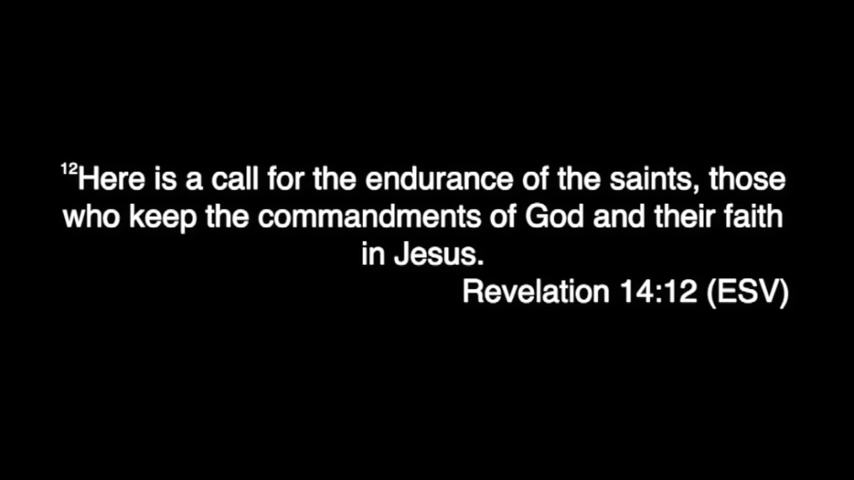 ¹²Here is a call for the endurance of the saints, those
who keep the commandments of God and their faith
in Jesus.
Revelation 14:12 (ESV)